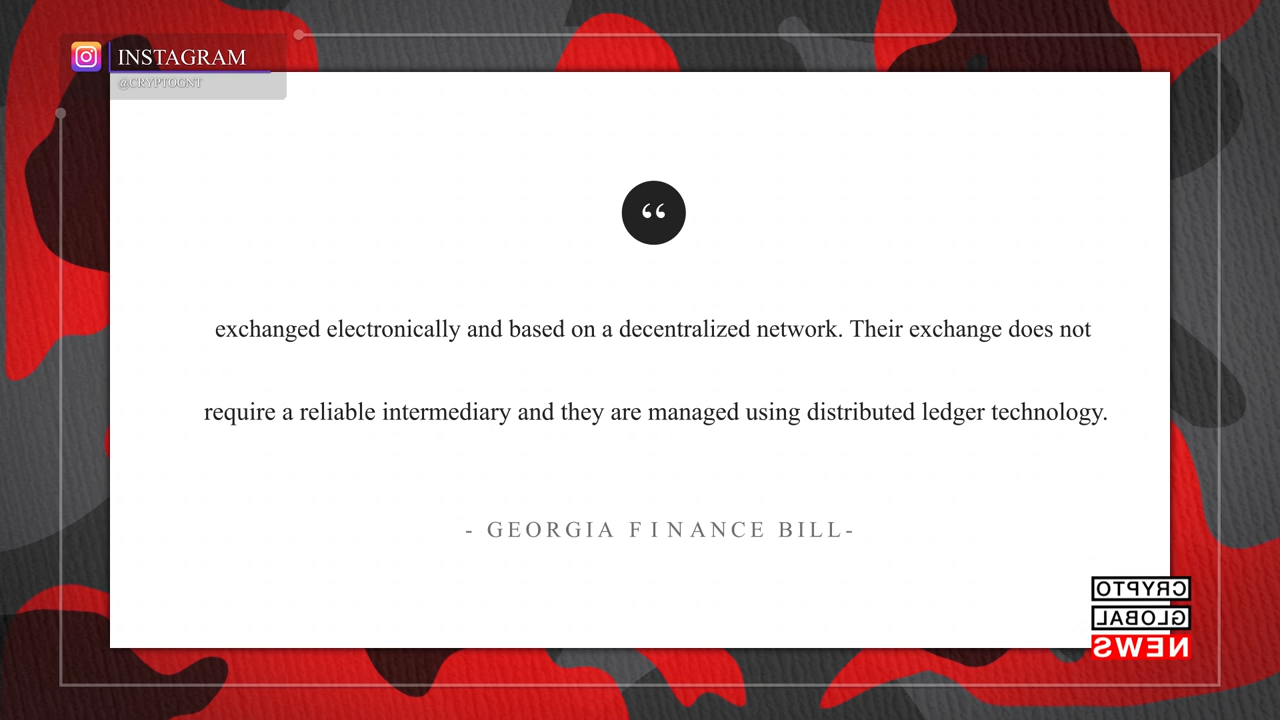 INSTAGRAM
@CRYPTOGNT
“
exchanged electronically and based on a decentralized network. Their exchange does not
require a reliable intermediary and they are managed using distributed ledger technology.
- GEORGIA FINANCE BILL-
CRYPTO
GLOBAL
NEWS